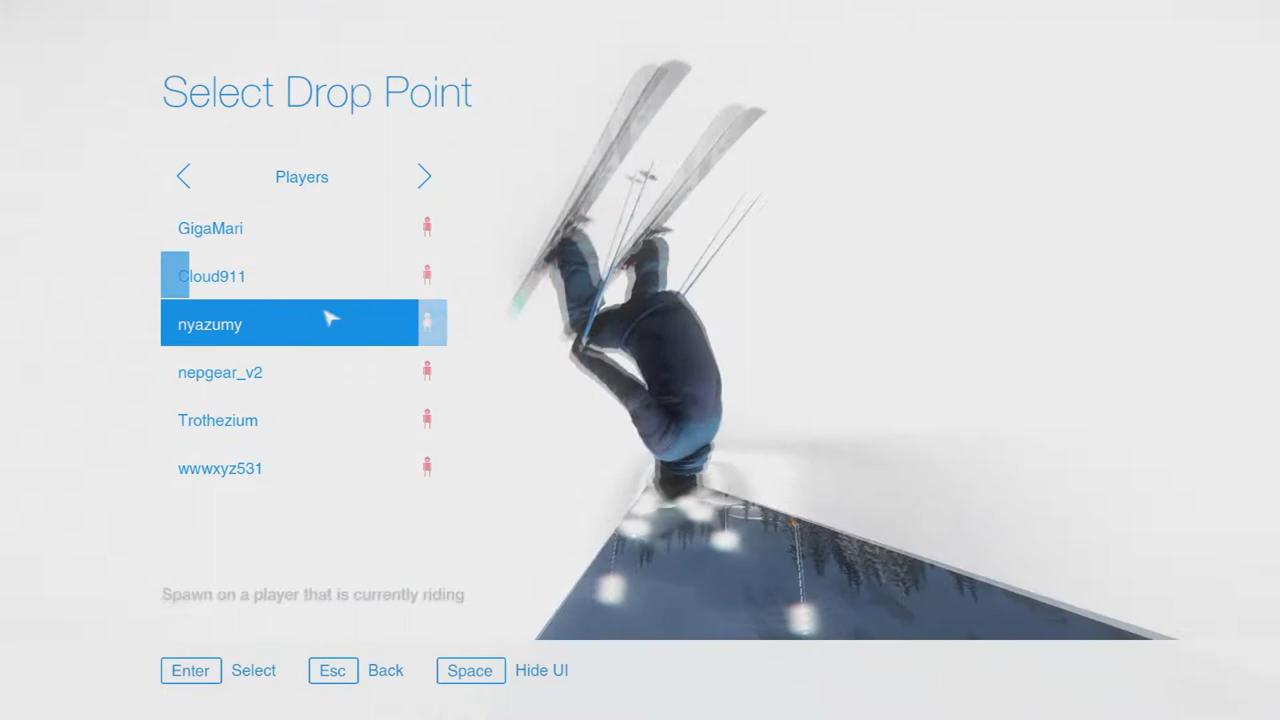 Select Drop Point
Players
GigaMari
Cloud911
nyazumy
nepgear_v2
Trothezium
wwwxyz531
Spawn on a player that is currently riding
Enter Select Esc Back Space Hide UI